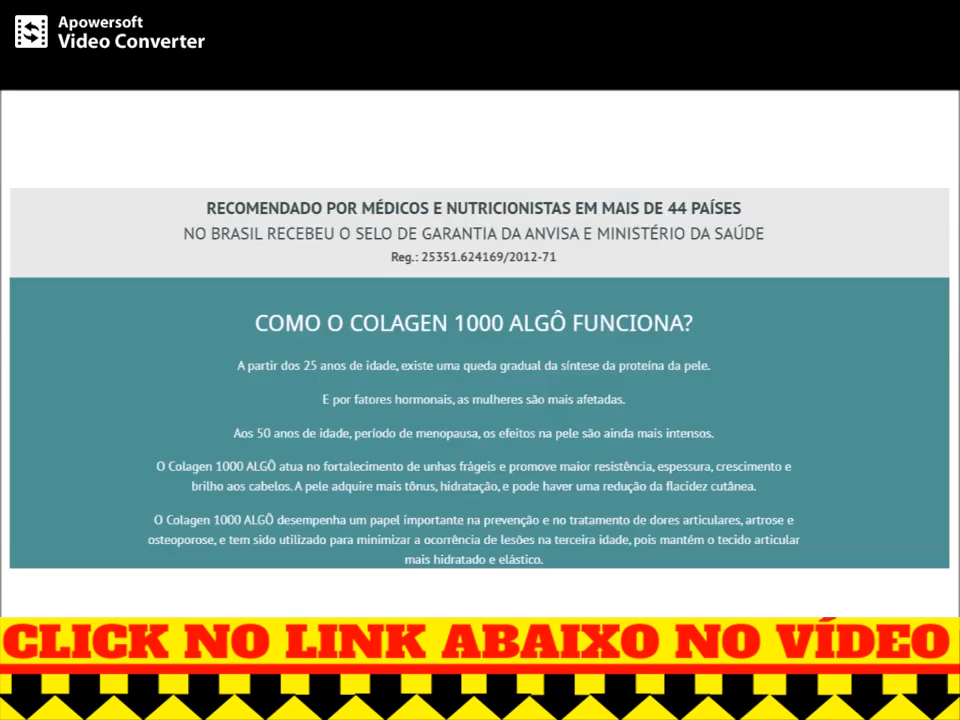 Apowersoft
Video Converter
RECOMENDADO POR MÉDICOS E NUTRICIONISTAS EM MAIS DE 44 PAÍSES
NO BRASIL RECEBEU O SELO DE GARANTIA DA ANVISA E MINISTÉRIO DA SAÚDE
Reg.: 25351.624169/2012-71
COMO O COLAGEN 1000 ALGÔ FUNCIONA?
A partir dos 25 anos de idade, existe uma queda gradual da síntese da proteína da pele.
E por fatores hormonais, as mulheres são mais afetadas.
Aos 50 anos de idade, período de menopausa, os efeitos na pele são ainda mais intensos.
O Colagen 1000 ALGÔ atua no fortalecimento de unhas frágeis e promove maior resistência, espessura, crescimento e
brilho aos cabelos. A pele adquire mais tônus, hidratação, e pode haver uma redução da flacidez cutânea.
O Colagen 1000 ALGÔ desempenha um papel importante na prevenção e no tratamento de dores articulares, artrose e
osteoporose, e tem sido utilizado para minimizar a ocorrência de lesões na terceira idade, pois mantém o tecido articular
mais hidratado e elástico.
CLICK NO LINK ABAIXO NO VÍDEO